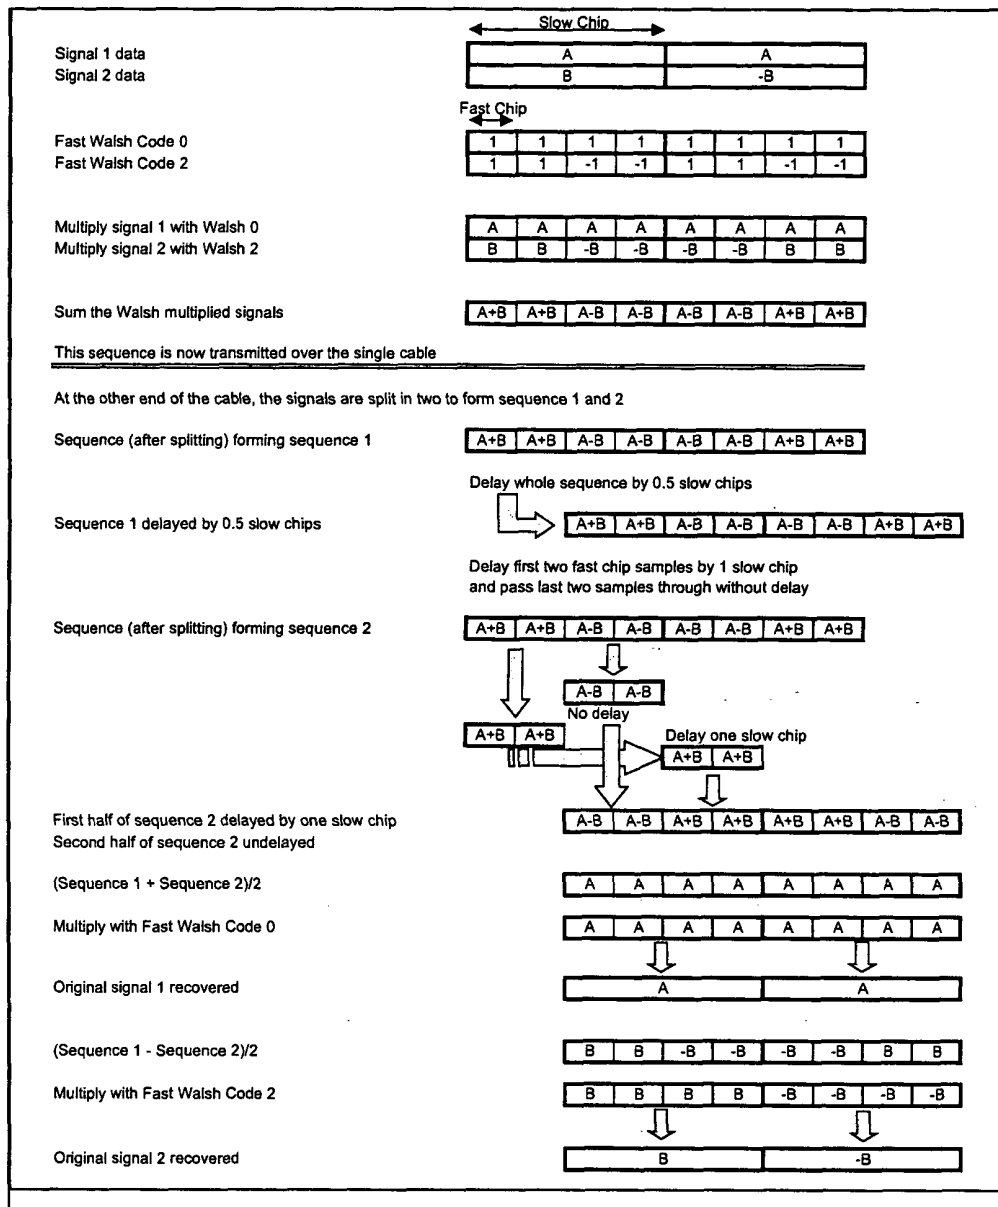 Slow Chip
Signal 1 data A A
Signal 2 data B -B
Fast Chip
Fast Walsh Code 0 1 1 1 1 1 1 1 1
Fast Walsh Code 2 1 1 -1 -1 1 1 -1 -1
Multiply signal 1 with Walsh 0 A A A A A A A A
Multiply signal 2 with Walsh 2 B B -B -B -B -B B B
Sum the Walsh multiplied signals A+B A+B A-B A-B A-B A-B A+B A+B
This sequence is now transmitted over the single cable
At the other end of the cable, the signals are split in two to form sequence 1 and 2
Sequence (after splitting) forming sequence 1 A+B A+B A-B A-B A-B A-B A+B A+B
Delay whole sequence by 0.5 slow chips
Sequence 1 delayed by 0.5 slow chips A+B A+B A-B A-B A-B A-B A+B A+B
Delay first two fast chip samples by 1 slow chip
and pass last two samples through without delay
Sequence (after splitting) forming sequence 2 A+B A+B A-B A-B A-B A-B A+B A+B
A-B A-B
No delay
A+B A+B Delay one slow chip
A+B A+B
First half of sequence 2 delayed by one slow chip A-B A-B A+B A+B A+B A+B A-B A-B
Second half of sequence 2 undelayed
(Sequence 1 + Sequence 2)/2 A A A A A A A A
Multiply with Fast Walsh Code 0 A A A A A A A A
Original signal 1 recovered A A
(Sequence 1 - Sequence 2)/2 B B -B -B -B -B B B
Multiply with Fast Walsh Code 2 B B B B -B -B -B -B
Original signal 2 recovered B -B